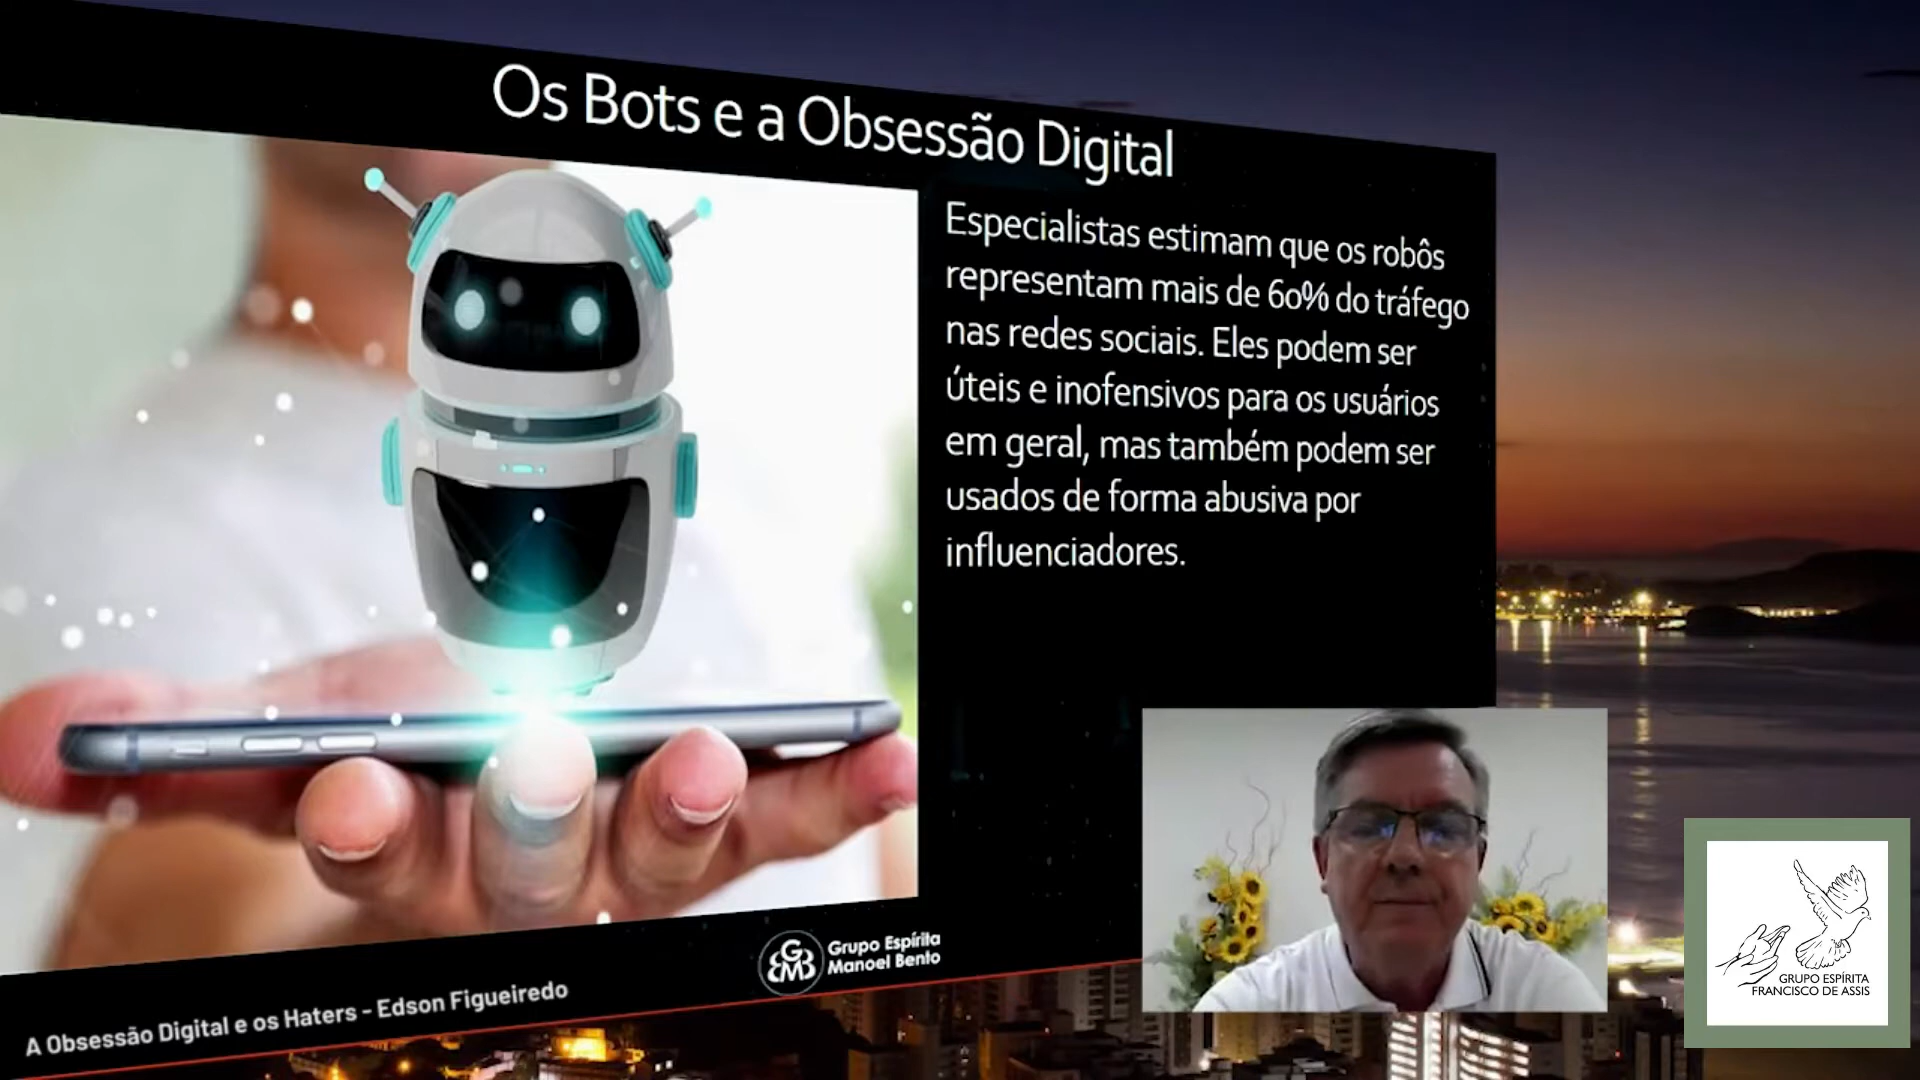 Os Bots e a Obsessão Digital
Especialistas estimam que os robôs
representam mais de 60% do tráfego
nas redes sociais. Eles podem ser
úteis e inofensivos para os usuários
em geral, mas também podem ser
usados de forma abusiva por
influenciadores.
GEMB
Grupo Espírita
Manoel Bento
A Obsessão Digital e os Haters - Edson Figueiredo
GRUPO ESPÍRITA
FRANCISCO DE ASSIS